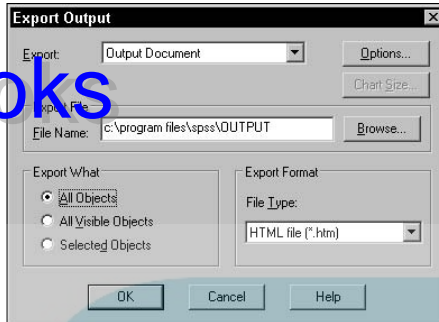 Export Output
Export: Output Document Options...
Chart Size...
oks
Export File
File Name: c:\program files\spss\OUTPUT Browse...
Export What Export Format
All Objects File Type:
All Visible Objects HTML file (*.htm)
Selected Objects
OK Cancel Help